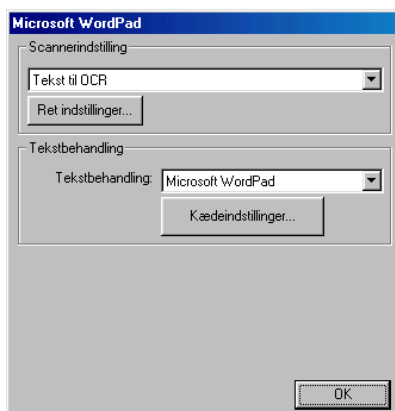 Microsoft WordPad
Scannerindstilling
Tekst til OCR
Ret indstillinger...
Tekstbehandling
Tekstbehandling: Microsoft WordPad
Kædeindstillinger...
OK